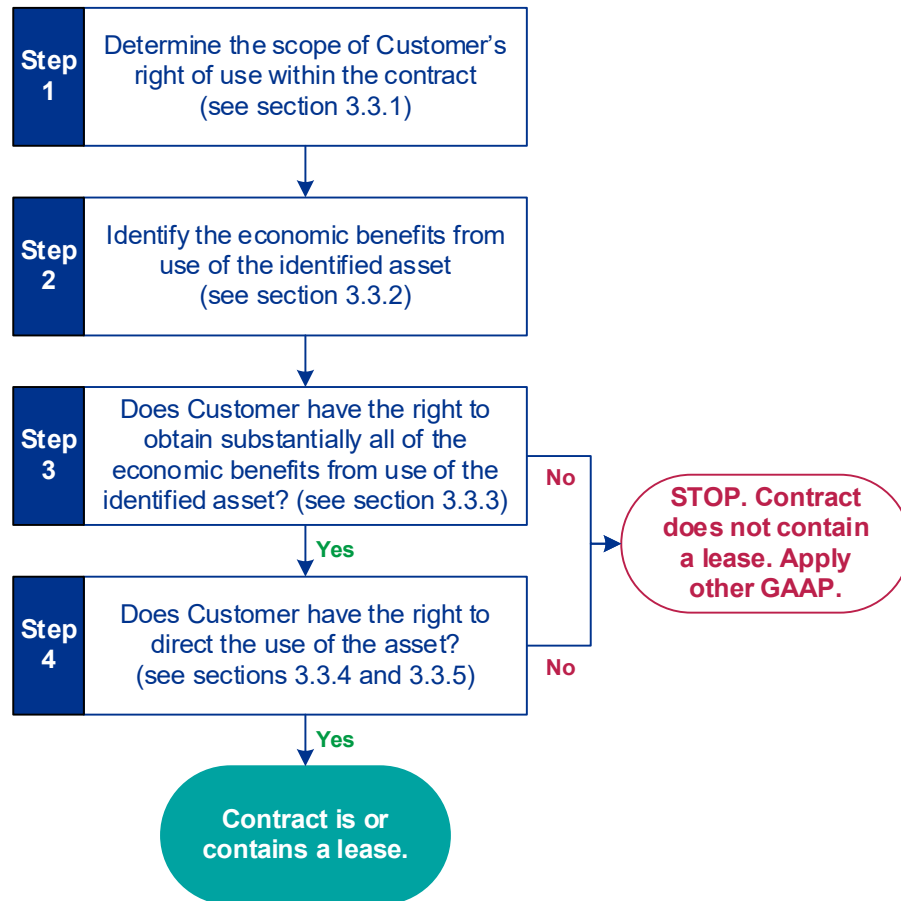 Step
1
Determine the scope of Customer's
right of use within the contract
(see section 3.3.1)
Step
2
Identify the economic benefits from
use of the identified asset
(see section 3.3.2)
Step
3
Does Customer have the right to
obtain substantially all of the
economic benefits from use of the
identified asset? (see section 3.3.3)
No
Yes
STOP. Contract
does not contain
a lease. Apply
other GAAP.
Step
4
Does Customer have the right to
direct the use of the asset?
(see sections 3.3.4 and 3.3.5)
No
Yes
Contract is or
contains a lease.